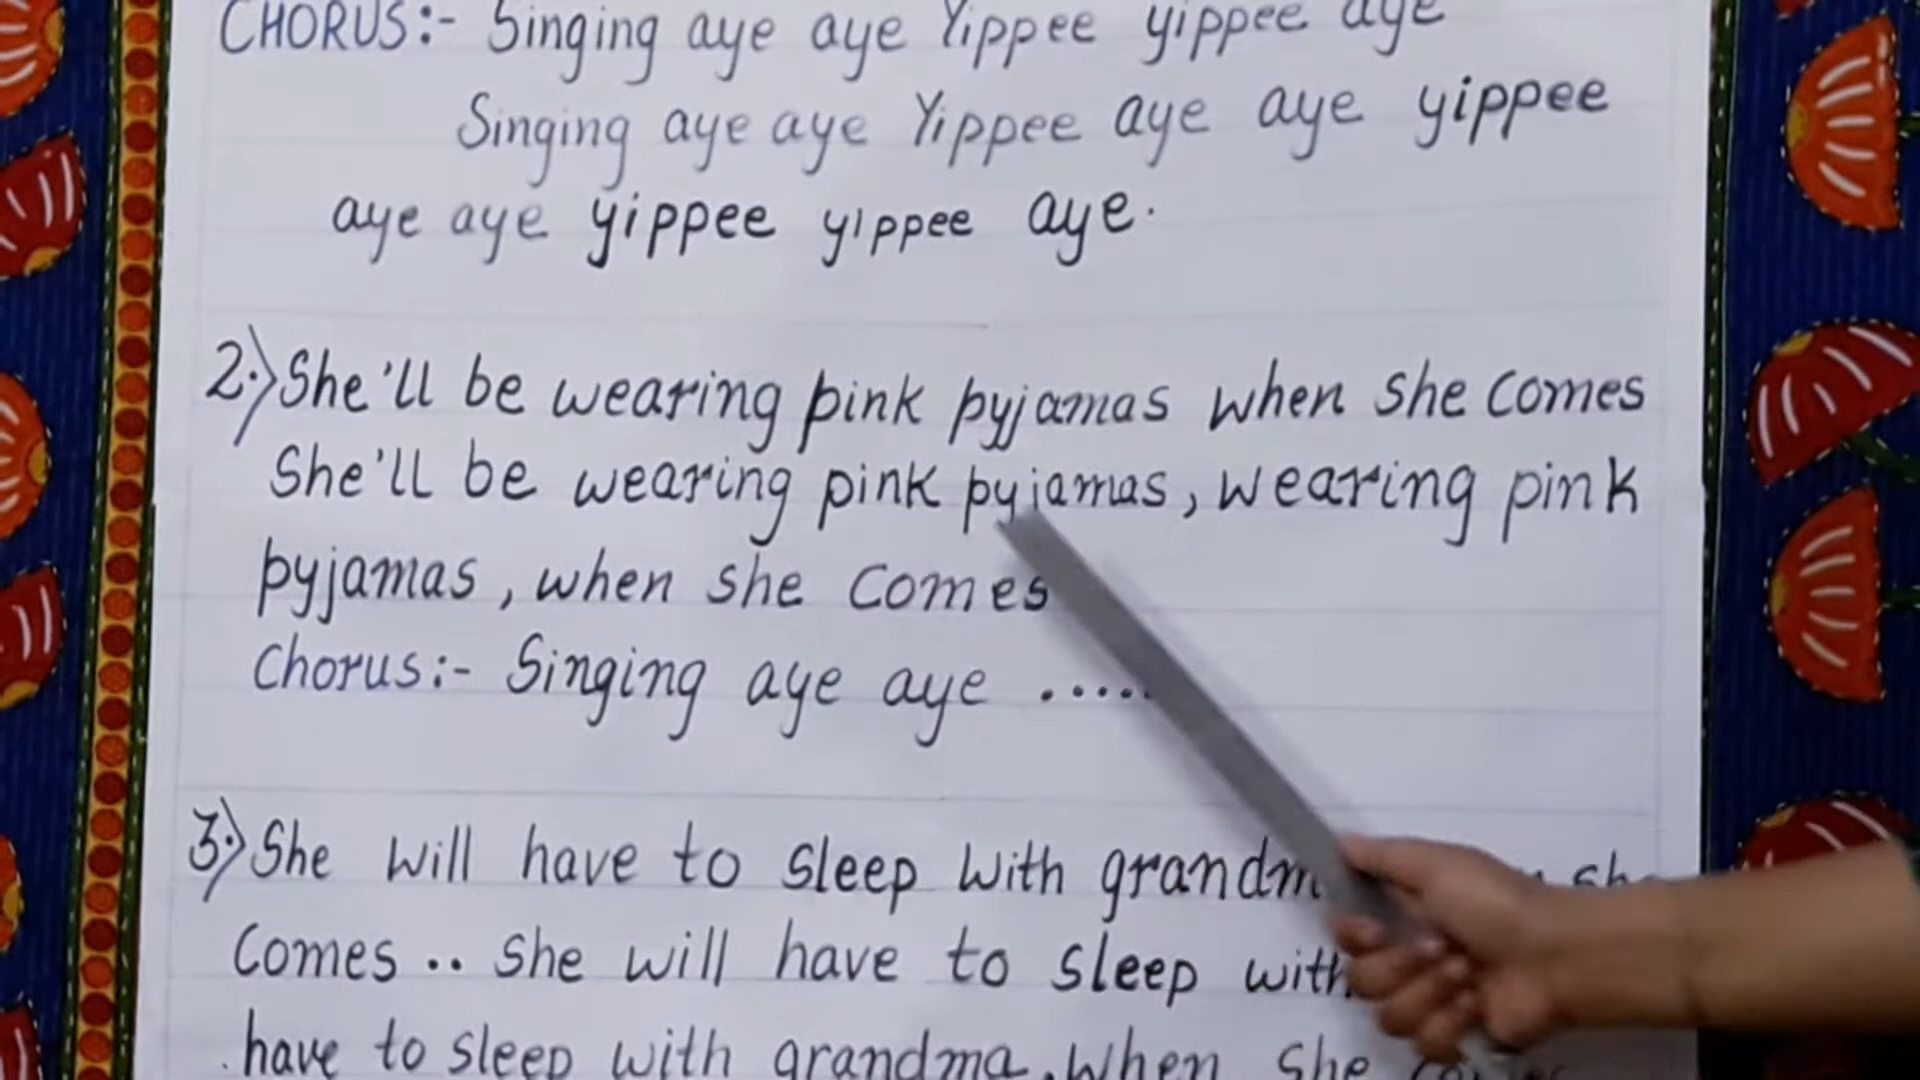 CHORUS:- Singing aye aye Yippee yippee aye
Singing aye aye Yippee aye aye yippee
aye aye yippee yippee aye.
2.) She'll be wearing pink pyjamas when she comes
She'll be wearing pink pyjamas, wearing pink
pyjamas, when she comes
Chorus:- Singing aye aye .....
3.) She will have to sleep with
comes .. She will have to sleep with
have to sleep with grandma, when she